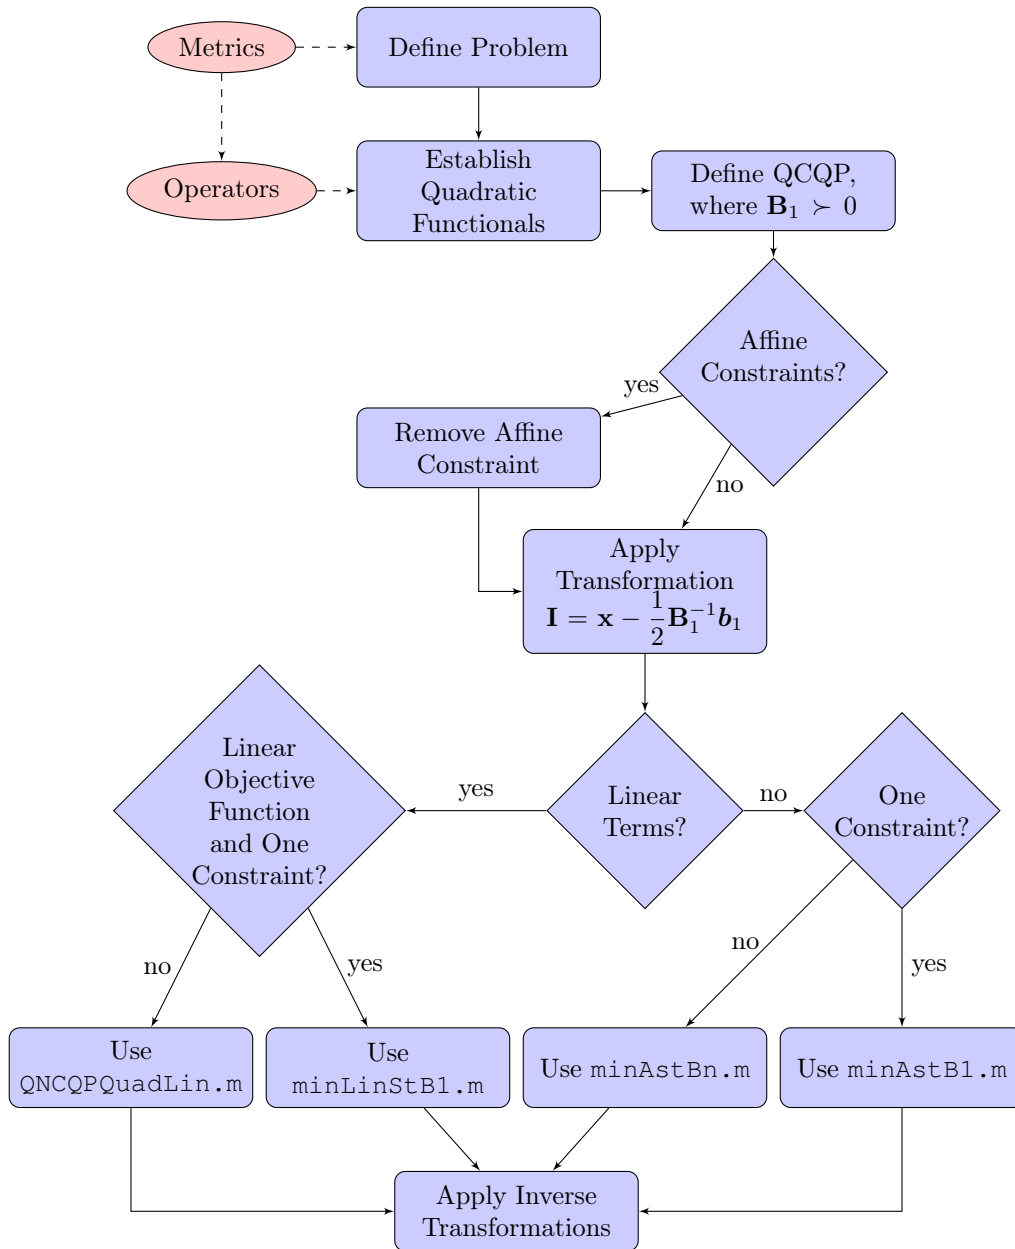 Metrics
Define Problem
Operators
Establish
Quadratic
Functionals
Define QCQP,
where B₁ ≻ 0
Affine
Constraints?
yes
no
Remove Affine
Constraint
Apply
Transformation
I = x − 1/2 B₁⁻¹b₁
Linear
Objective
Function
and One
Constraint?
yes
Linear
Terms?
no
One
Constraint?
no
yes
no
yes
Use
QNCQPQuadLin.m
Use
minLinStB1.m
Use minAstBn.m
Use minAstB1.m
Apply Inverse
Transformations